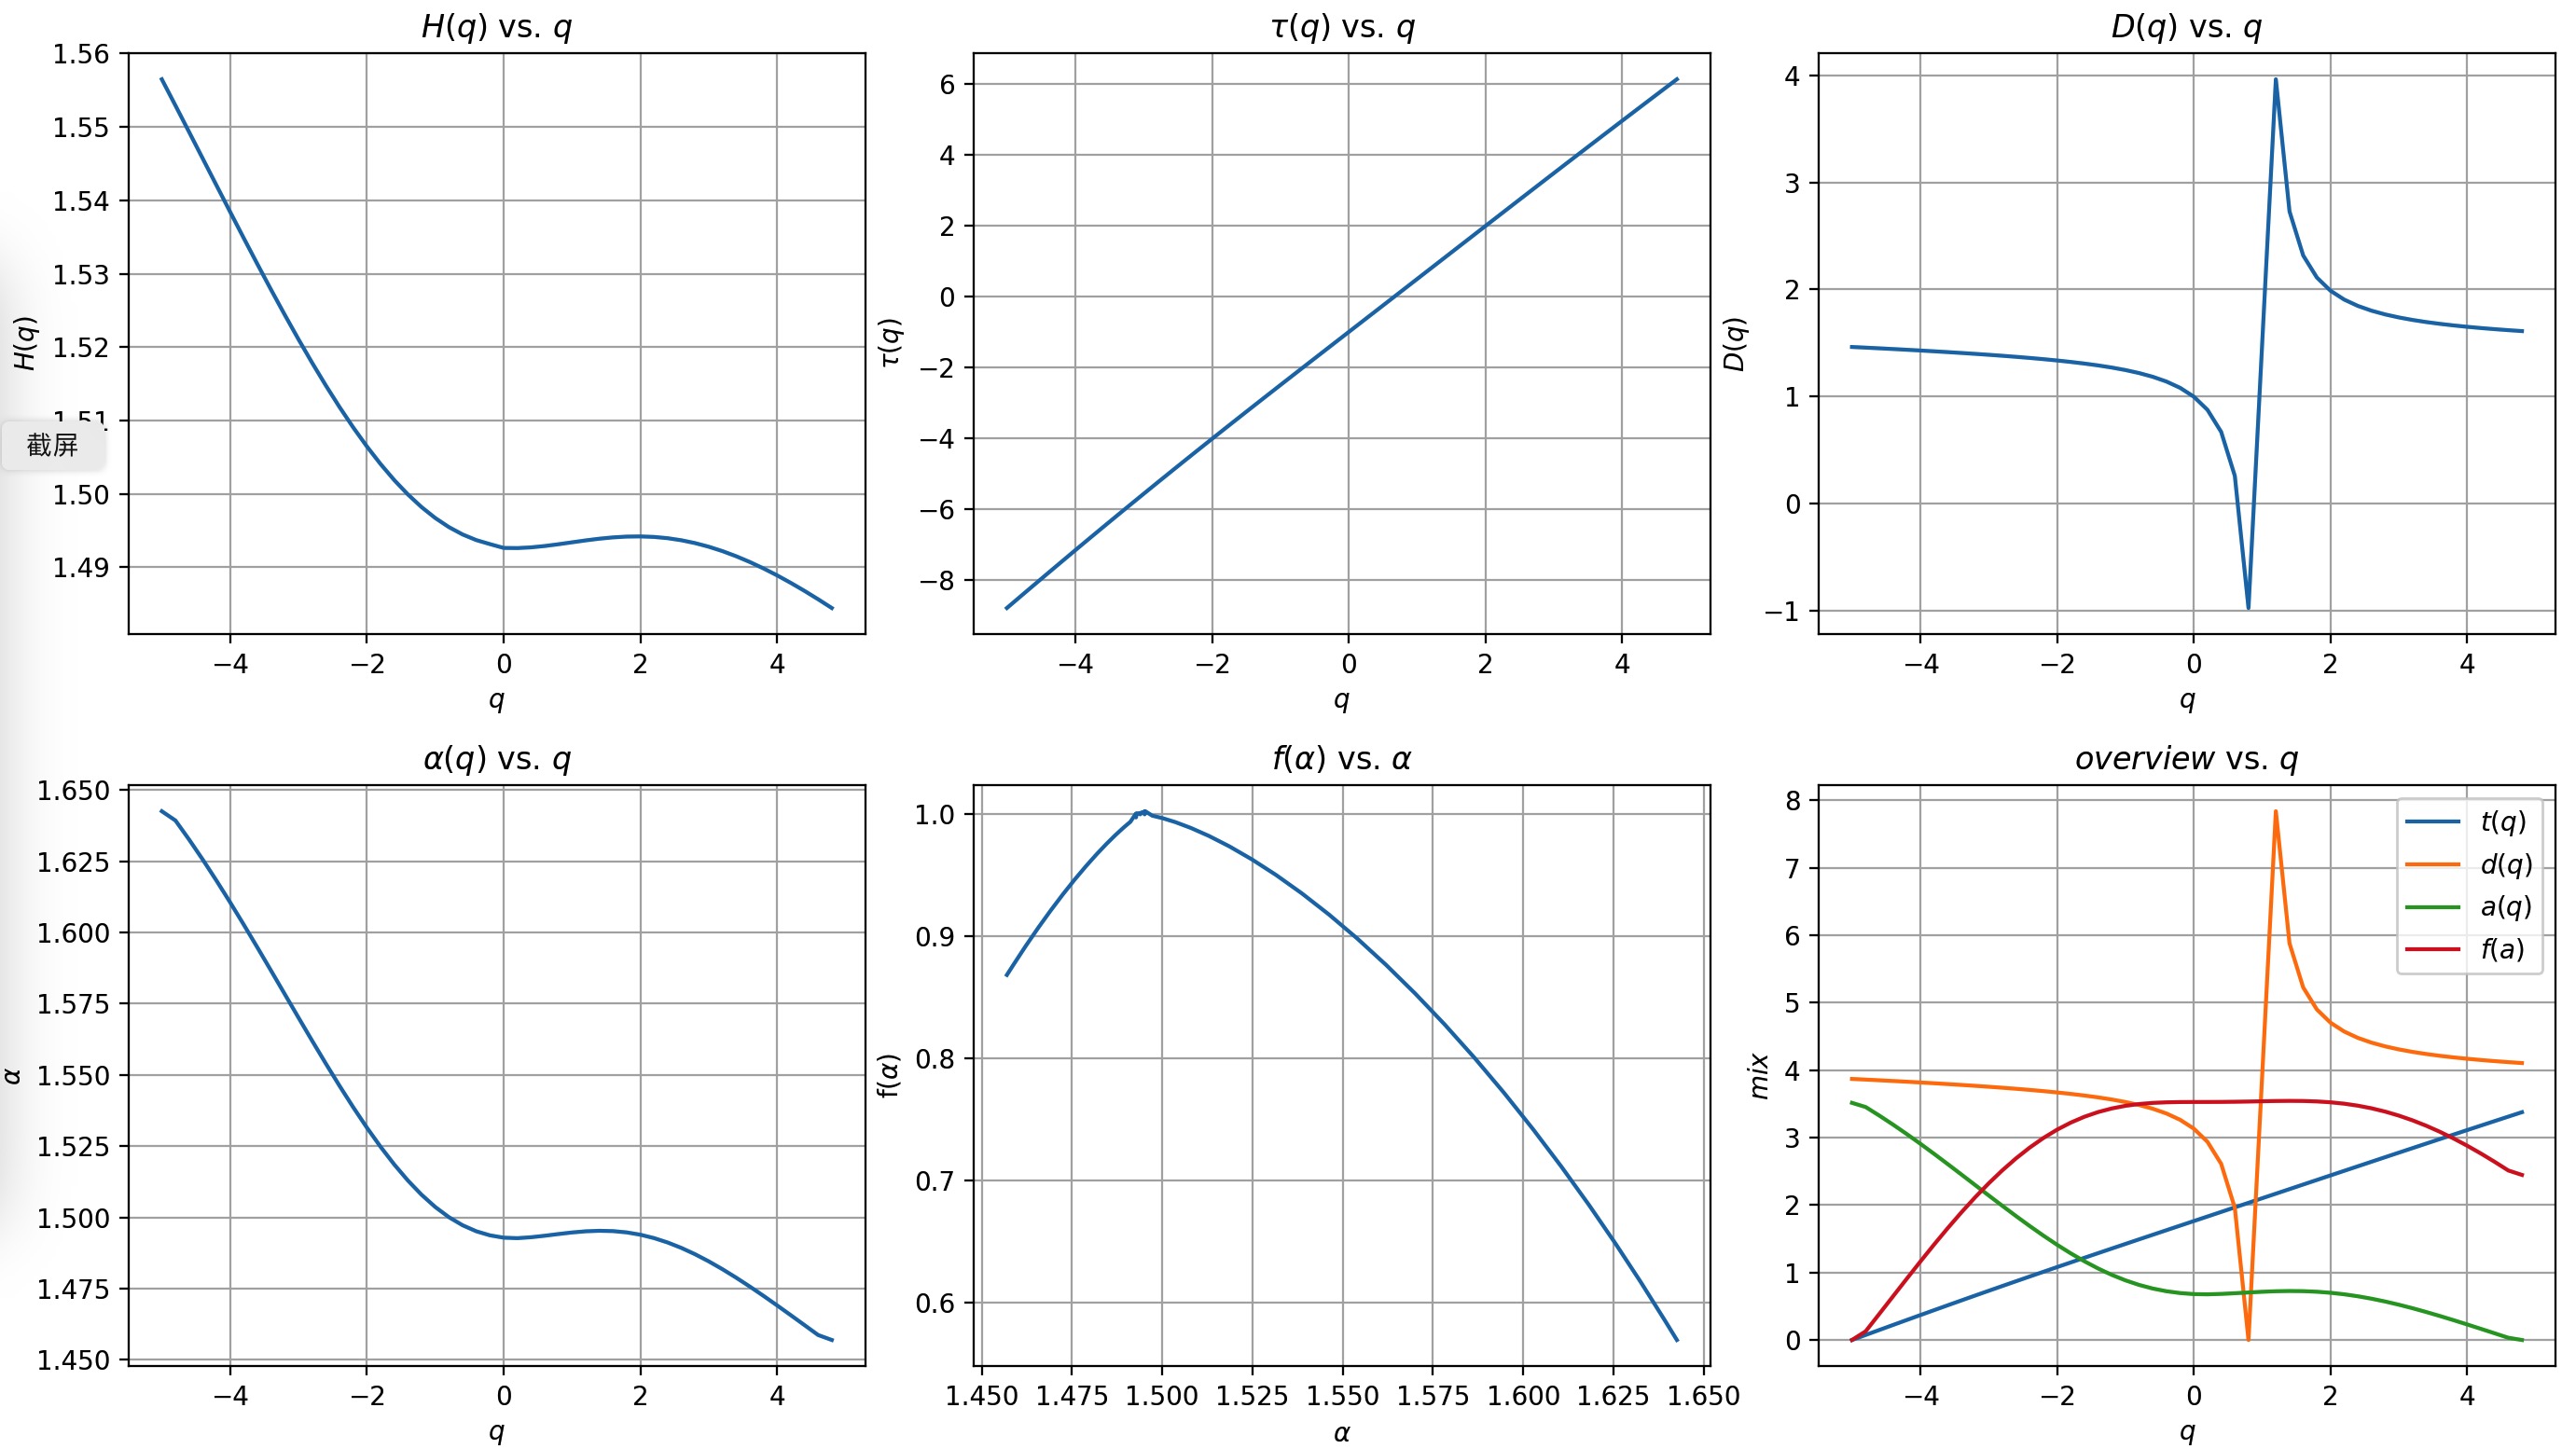 H(q) vs. q
1.56
1.55
1.54
1.53
1.52
1.51
1.50
1.49
H(q)
−4 −2 0 2 4
q
截屏
τ(q) vs. q
6
4
2
0
−2
−4
−6
−8
τ(q)
−4 −2 0 2 4
q
D(q) vs. q
4
3
2
1
0
−1
D(q)
−4 −2 0 2 4
q
α(q) vs. q
1.650
1.625
1.600
1.575
1.550
1.525
1.500
1.475
1.450
α
−4 −2 0 2 4
q
f(α) vs. α
1.0
0.9
0.8
0.7
0.6
f(α)
1.450 1.475 1.500 1.525 1.550 1.575 1.600 1.625 1.650
α
overview vs. q
8
7
6
5
4
3
2
1
0
mix
t(q)
d(q)
a(q)
f(a)
−4 −2 0 2 4
q